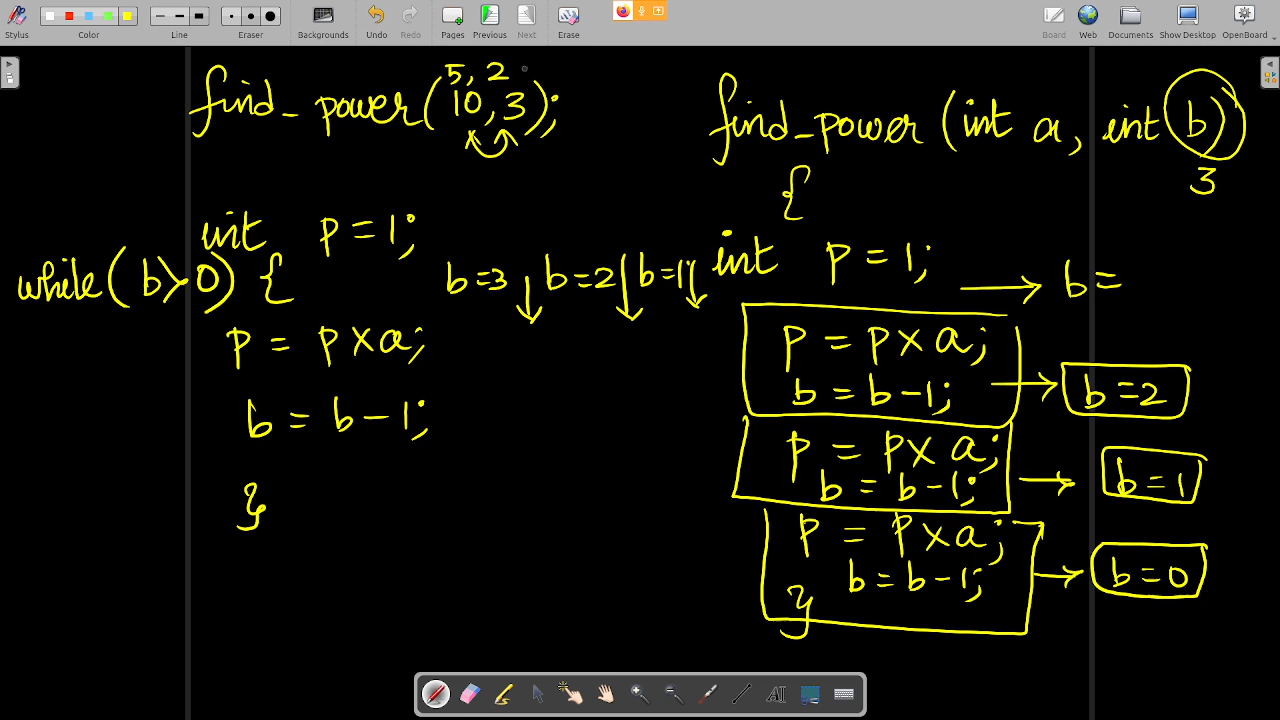 Stylus
Color
Line
Eraser
Backgrounds
Undo
Redo
Pages
Previous
Next
Erase
Board
Web
Documents
Show Desktop
OpenBoard
5, 2
find_power(10, 3);
int p = 1;
while(b>0) {
p = p x a;
b = b - 1;
}
b=3
b=2
b=1
find_power (int a, int b)
3
{
int p = 1;
b =
p = p x a;
b = b - 1;
b = 2
p = p x a;
b = b - 1;
b = 1
p = p x a;
b = b - 1;
b = 0
}
AI